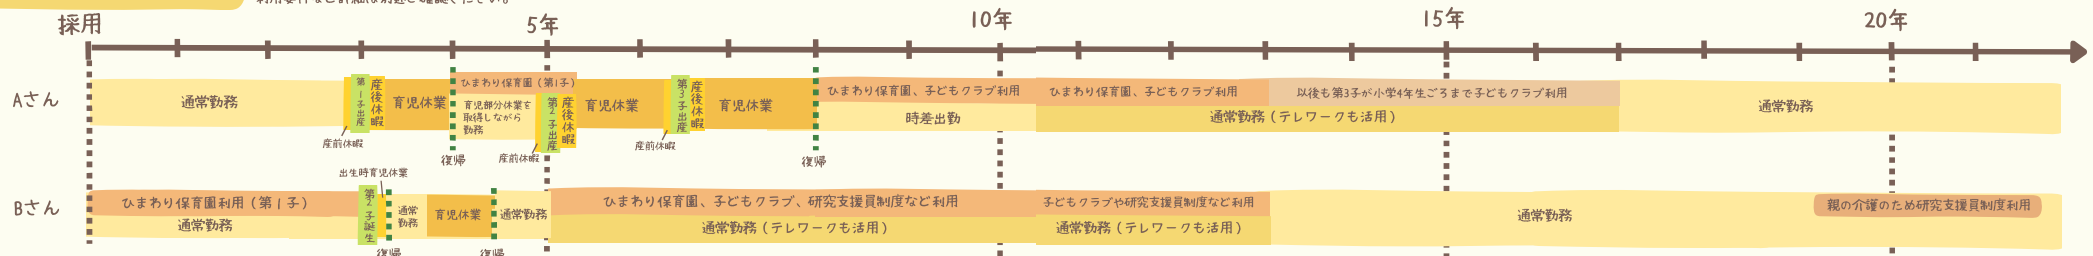 採用
5年
10年
15年
20年
Aさん
通常勤務
産前休暇
第1子出産
産後休暇
育児休業
復帰
ひまわり保育園(第1子)
育児部分休業を
取得しながら
勤務
産前休暇
第2子出産
産後休暇
育児休業
産前休暇
第3子出産
産後休暇
育児休業
復帰
ひまわり保育園、子どもクラブ利用
時差出勤
ひまわり保育園、子どもクラブ利用
以後も第3子が小学4年生ごろまで子どもクラブ利用
通常勤務(テレワークも活用)
通常勤務
Bさん
ひまわり保育園利用(第1子)
通常勤務
出生時育児休業
第2子誕生
復帰
通常
勤務
育児休業
復帰
通常勤務
ひまわり保育園、子どもクラブ、研究支援員制度など利用
通常勤務(テレワークも活用)
子どもクラブや研究支援員制度など利用
通常勤務(テレワークも活用)
通常勤務
親の介護のため研究支援員制度利用